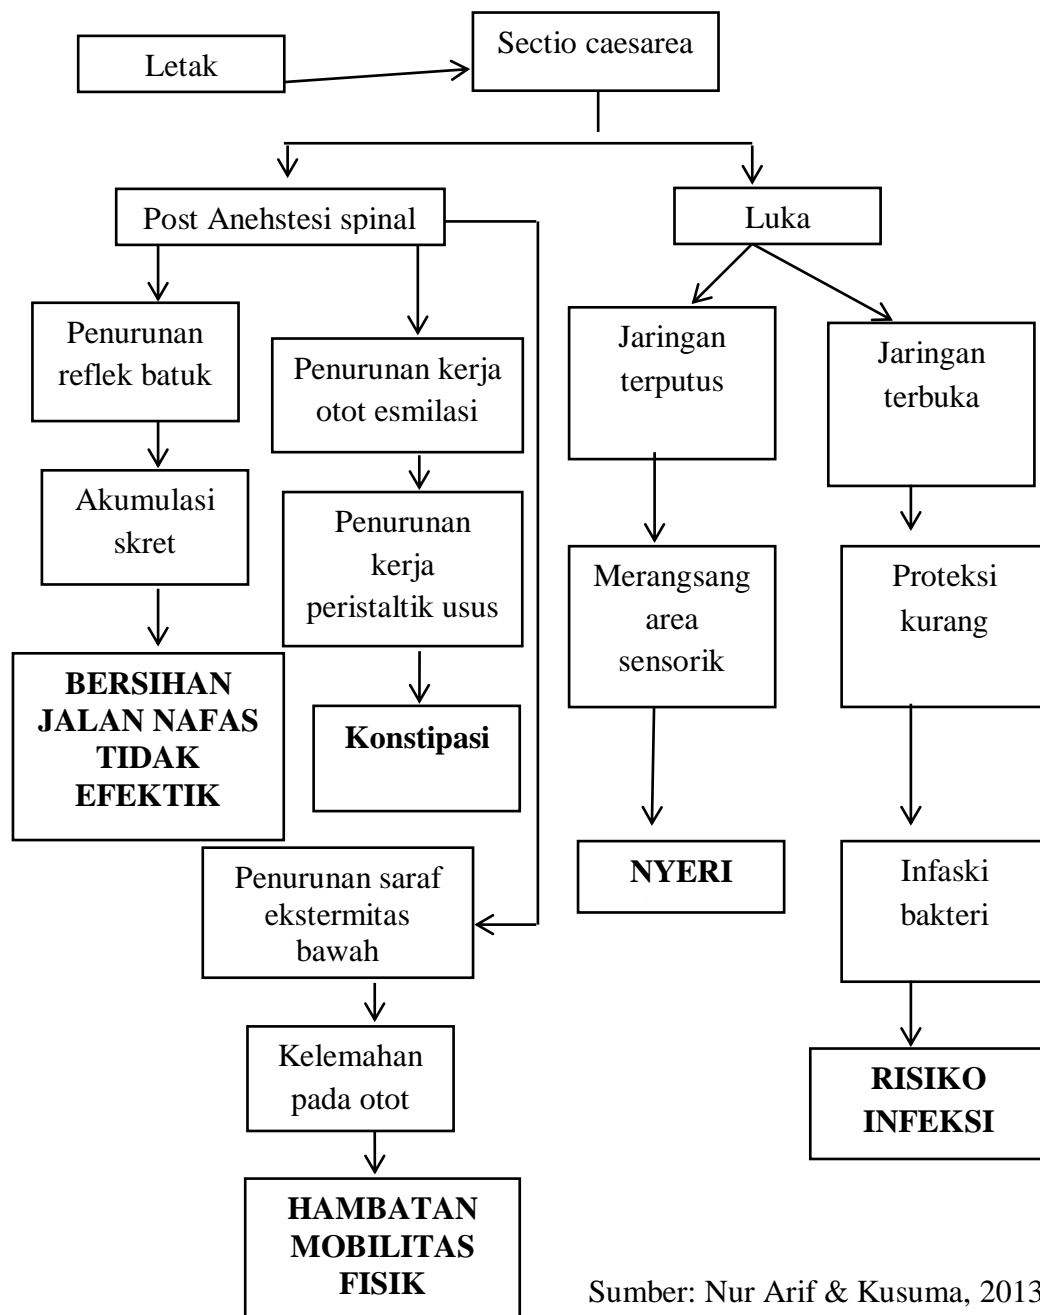 Letak
Sectio caesarea
Post Anehstesi spinal
Luka
Penurunan
reflek batuk
Penurunan kerja
otot esmilasi
Jaringan
terputus
Jaringan
terbuka
Akumulasi
skret
Penurunan
kerja
peristaltik usus
Merangsang
area
sensorik
Proteksi
kurang
BERSIHAN
JALAN NAFAS
TIDAK
EFEKTIK
Konstipasi
NYERI
Infaski
bakteri
Penurunan saraf
ekstermitas
bawah
Kelemahan
pada otot
RISIKO
INFEKSI
HAMBATAN
MOBILITAS
FISIK
Sumber: Nur Arif & Kusuma, 2013